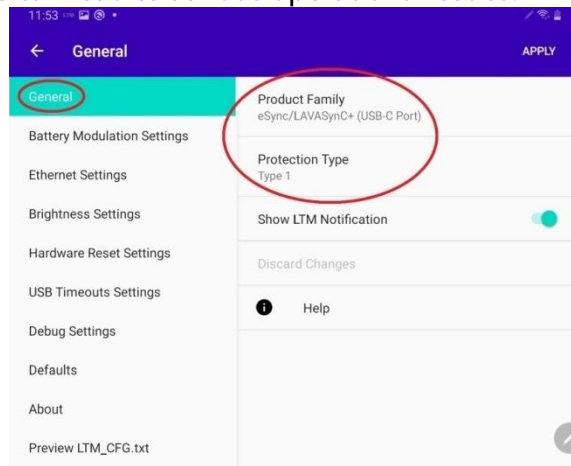 11:53 LTM
General
APPLY
General
Battery Modulation Settings
Ethernet Settings
Brightness Settings
Hardware Reset Settings
USB Timeouts Settings
Debug Settings
Defaults
About
Preview LTM_CFG.txt
Product Family
eSync/LAVASynC+ (USB-C Port)
Protection Type
Type 1
Show LTM Notification
Discard Changes
Help